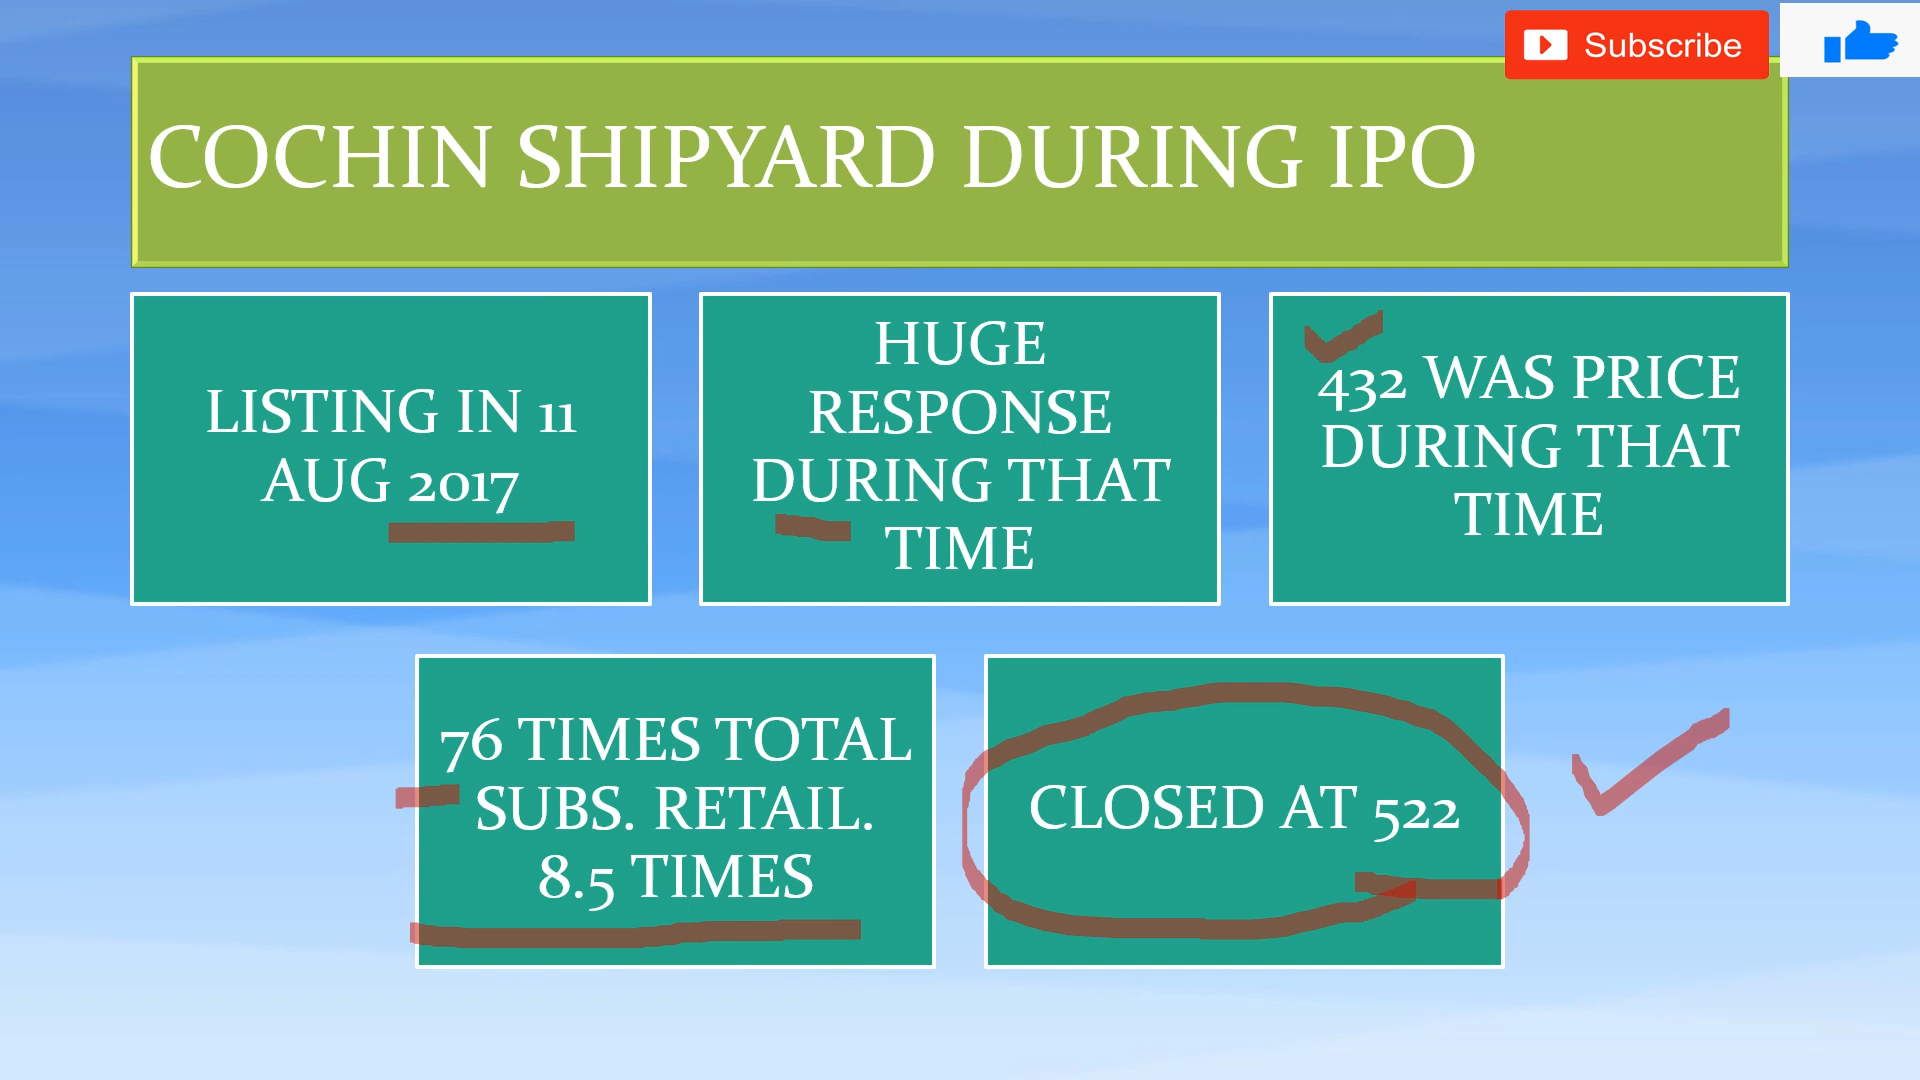 Subscribe
COCHIN SHIPYARD DURING IPO
LISTING IN 11
AUG 2017
HUGE
RESPONSE
DURING THAT
TIME
432 WAS PRICE
DURING THAT
TIME
76 TIMES TOTAL
SUBS. RETAIL.
8.5 TIMES
CLOSED AT 522